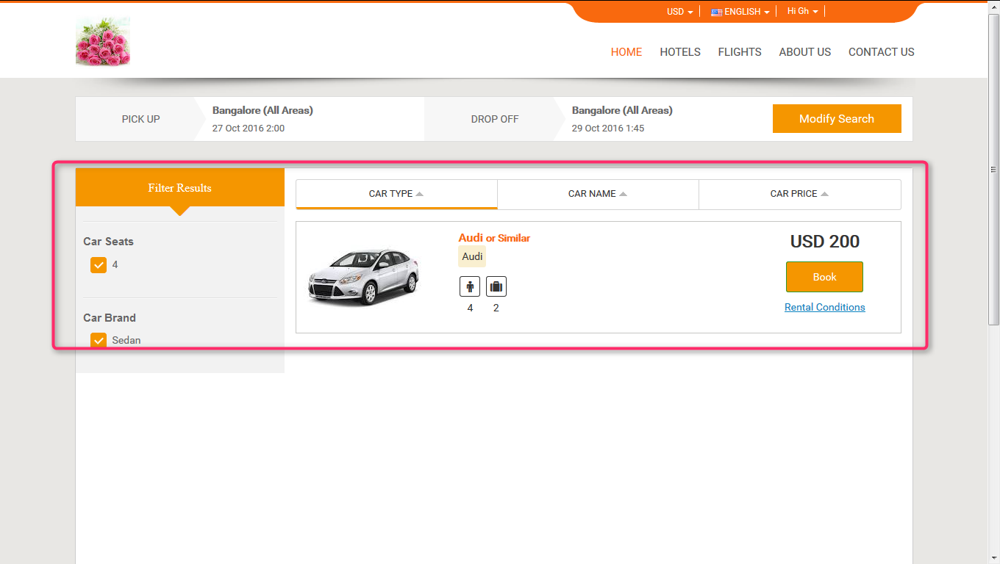 USD
ENGLISH
Hi Gh
HOME HOTELS FLIGHTS ABOUT US CONTACT US
PICK UP
Bangalore (All Areas)
27 Oct 2016 2:00
DROP OFF
Bangalore (All Areas)
29 Oct 2016 1:45
Modify Search
Filter Results
Car Seats
4
Car Brand
Sedan
CAR TYPE CAR NAME CAR PRICE
Audi or Similar
Audi
4 2
USD 200
Book
Rental Conditions